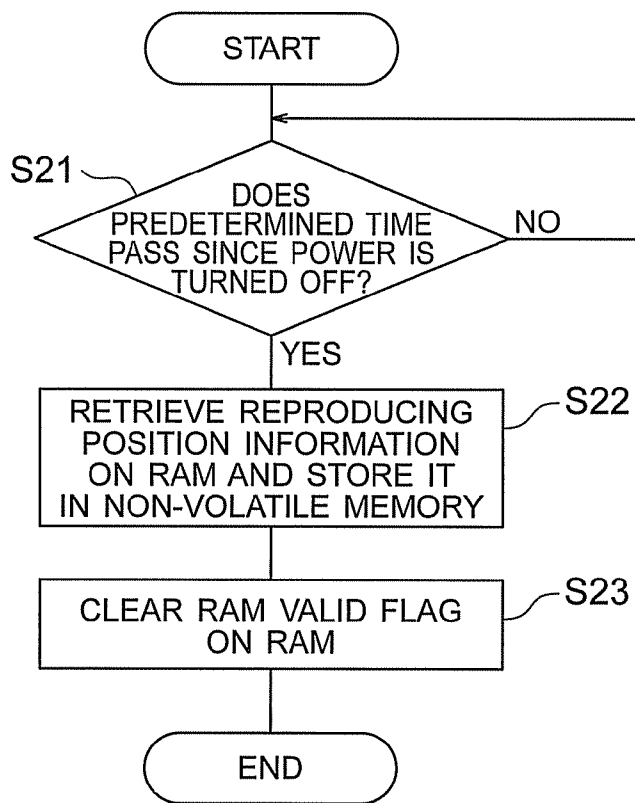 START
S21
DOES
PREDETERMINED TIME
PASS SINCE POWER IS
TURNED OFF?
NO
YES
RETRIEVE REPRODUCING
POSITION INFORMATION
ON RAM AND STORE IT
IN NON-VOLATILE MEMORY
S22
CLEAR RAM VALID FLAG
ON RAM
S23
END